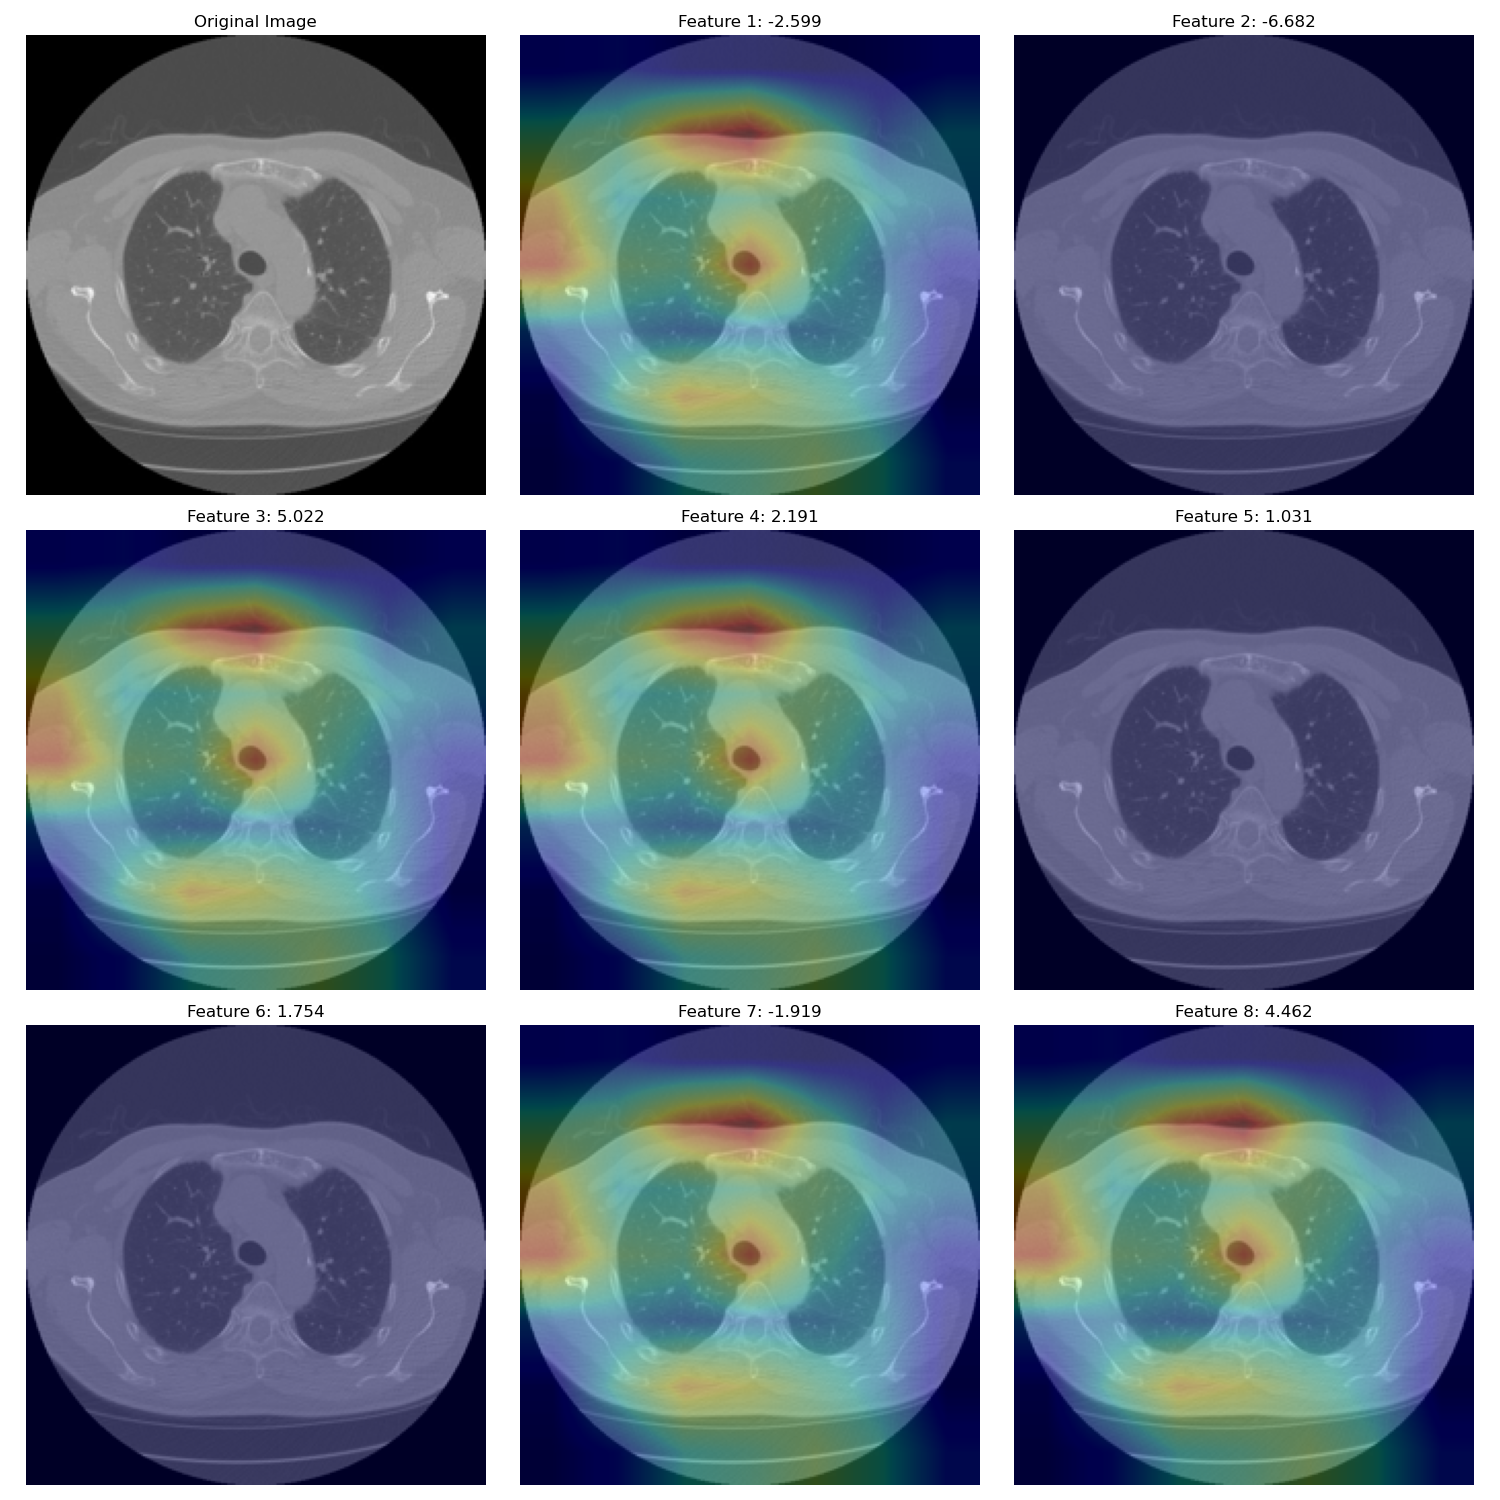 Original Image
Feature 1: -2.599
Feature 2: -6.682
Feature 3: 5.022
Feature 4: 2.191
Feature 5: 1.031
Feature 6: 1.754
Feature 7: -1.919
Feature 8: 4.462